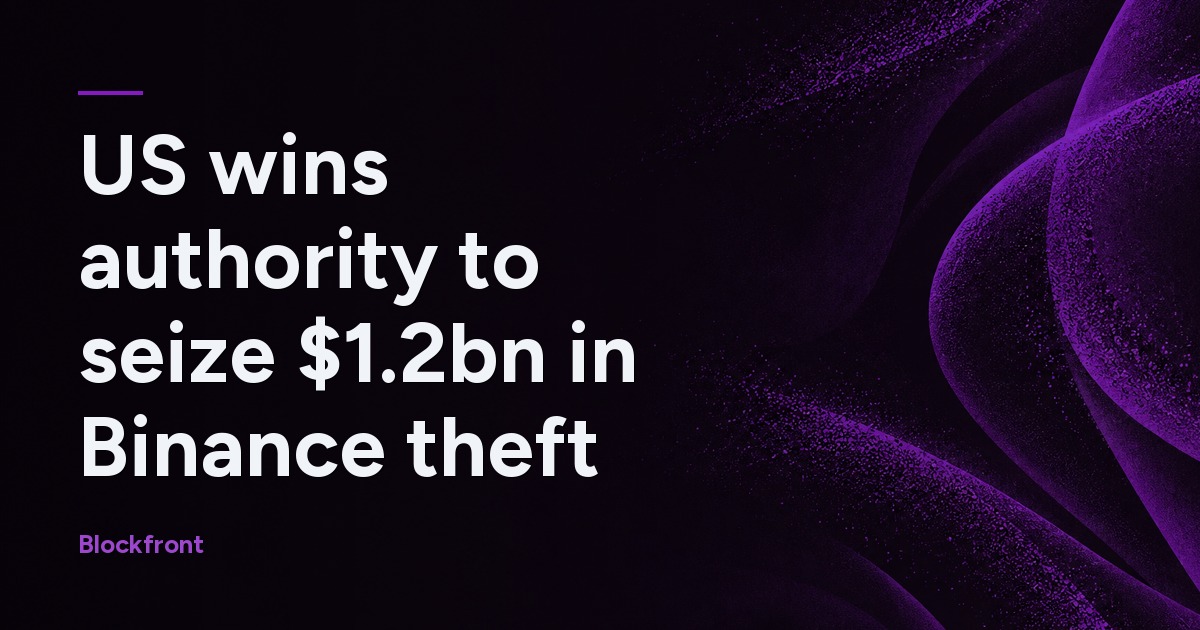 US wins
authority to
seize $1.2bn in
Binance theft
Blockfront